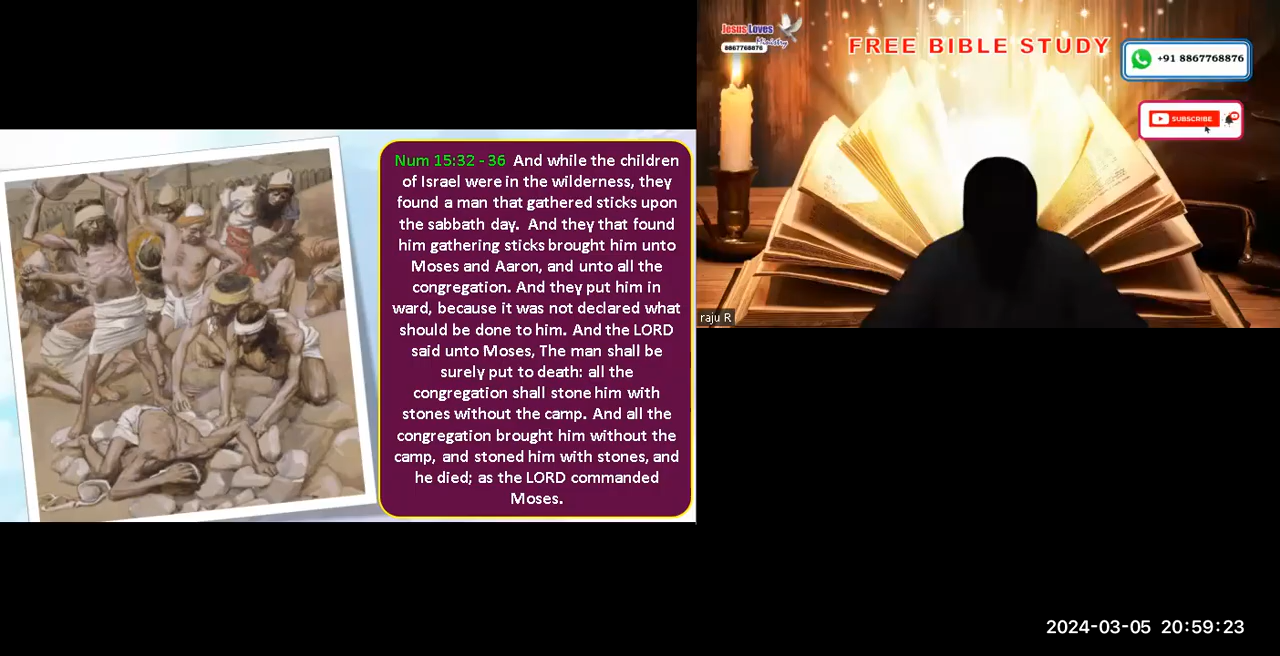 Num 15:32 - 36 And while the children
of Israel were in the wilderness, they
found a man that gathered sticks upon
the sabbath day. And they that found
him gathering sticks brought him unto
Moses and Aaron, and unto all the
congregation. And they put him in
ward, because it was not declared what
should be done to him. And the LORD
said unto Moses, The man shall be
surely put to death: all the
congregation shall stone him with
stones without the camp. And all the
congregation brought him without the
camp, and stoned him with stones, and
he died; as the LORD commanded
Moses.
Jesus Loves
Ministry
8867768876
FREE BIBLE STUDY
+91 8867768876
SUBSCRIBE
raju R
2024-03-05 20:59:23